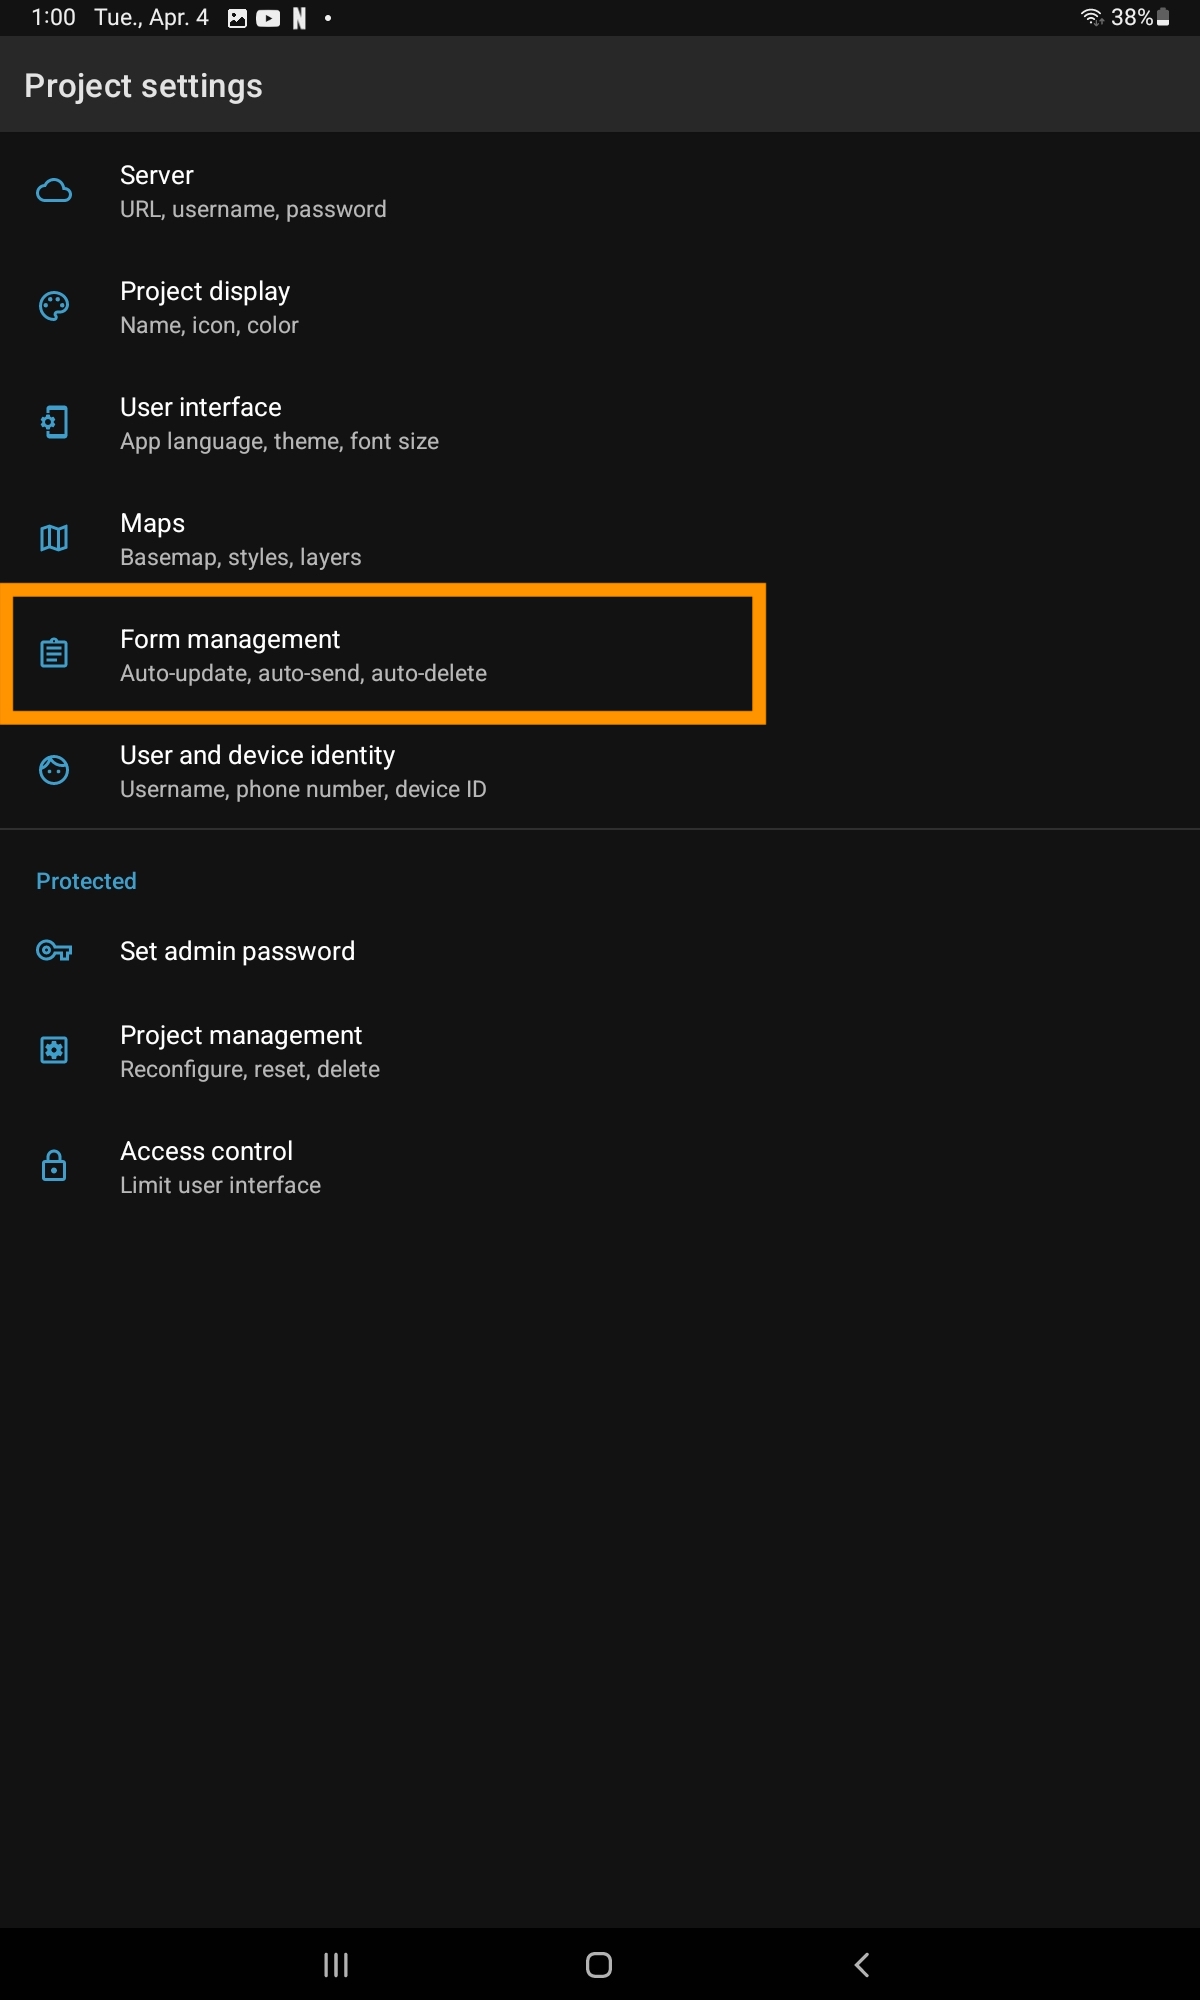 1:00 Tue., Apr. 4 N 38%
Project settings
Server
URL, username, password
Project display
Name, icon, color
User interface
App language, theme, font size
Maps
Basemap, styles, layers
Form management
Auto-update, auto-send, auto-delete
User and device identity
Username, phone number, device ID
Protected
Set admin password
Project management
Reconfigure, reset, delete
Access control
Limit user interface